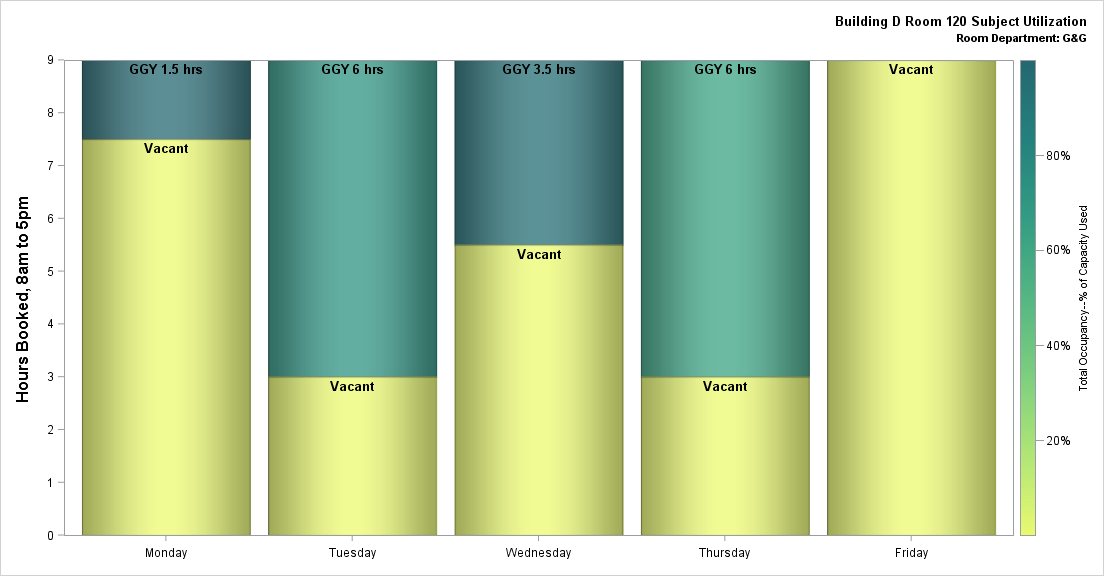 Building D Room 120 Subject Utilization
Room Department: G&G
Hours Booked, 8am to 5pm
9
8
7
6
5
4
3
2
1
0
GGY 1.5 hrs
Vacant
GGY 6 hrs
Vacant
GGY 3.5 hrs
Vacant
GGY 6 hrs
Vacant
Vacant
Monday
Tuesday
Wednesday
Thursday
Friday
80%
60%
40%
20%
Total Occupancy--% of Capacity Used